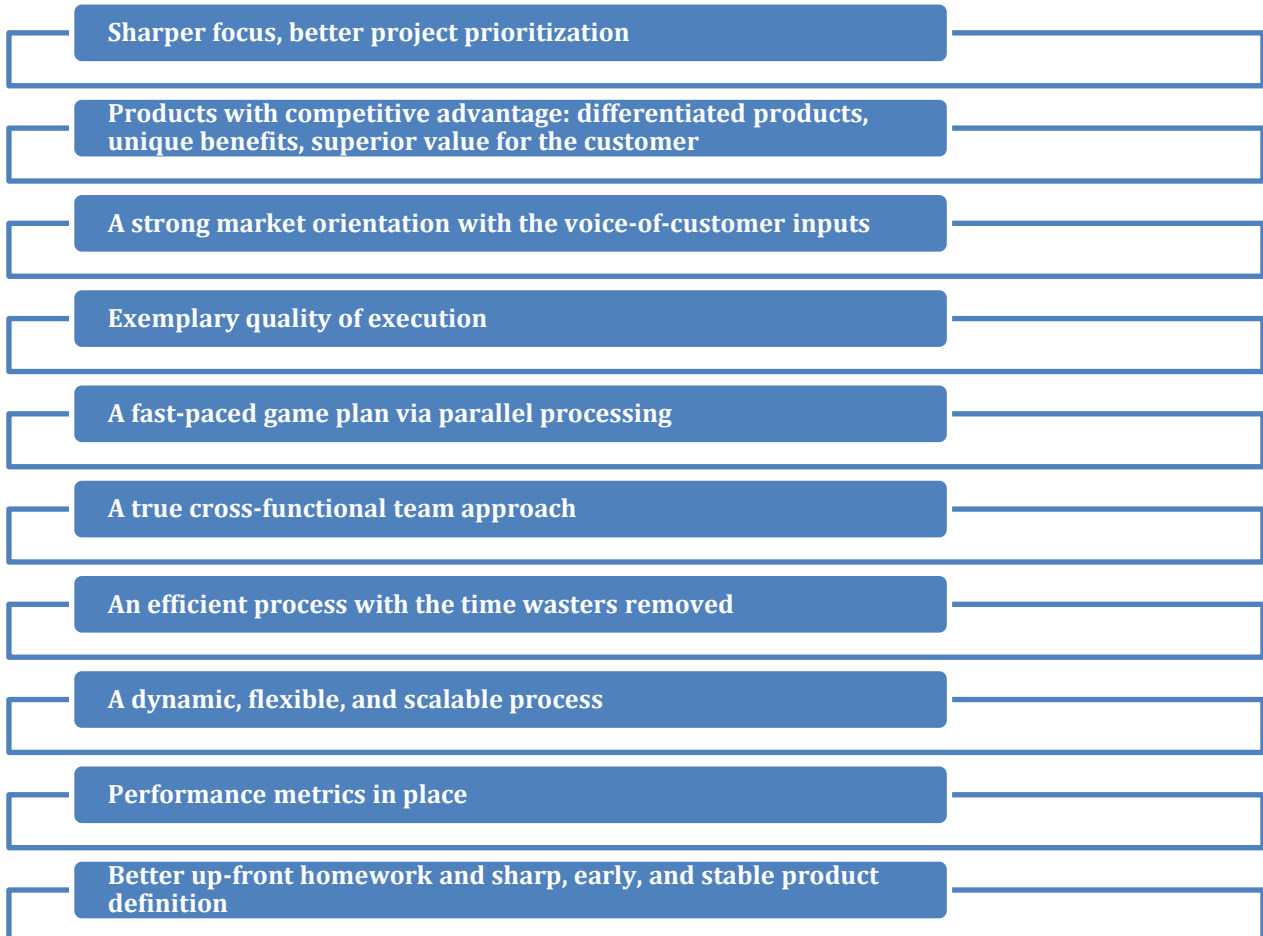 Sharper focus, better project prioritization
Products with competitive advantage: differentiated products,
unique benefits, superior value for the customer
A strong market orientation with the voice-of-customer inputs
Exemplary quality of execution
A fast-paced game plan via parallel processing
A true cross-functional team approach
An efficient process with the time wasters removed
A dynamic, flexible, and scalable process
Performance metrics in place
Better up-front homework and sharp, early, and stable product
definition